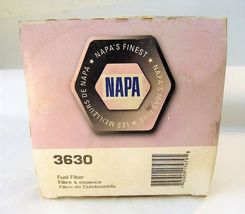 NAPA'S FINEST
LES MEILLEURS DE NAPA
NAPA
3630
Fuel Filter
Filtre à essence
Filtro de Combustible